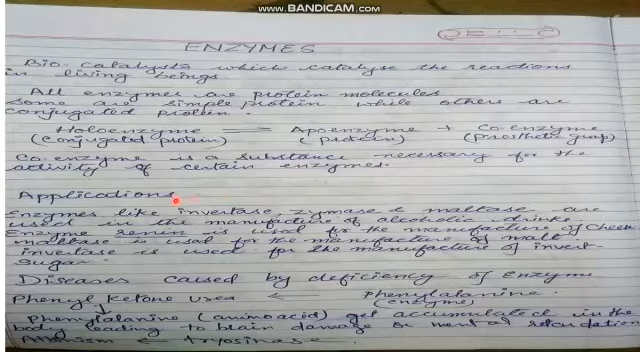 WWW.BANDICAM.COM
ENZYMES
Bio-catalysts which catalyse the reactions
in living beings
All enzymes are protein molecules
Some are simple protein while others are
conjugated protein.
Holoenzyme ⇌ Apoenzyme + Co-enzyme
(conjugated protein) (protein) (prosthetic group)
Co-enzyme is a substance necessary for the
activity of certain enzymes.
Applications
Enzymes like invertase, zymase & maltase are
used in the manufacture of alcoholic drinks.
enzyme renin is used for the manufacture of cheese
maltase is used for the manufacture of malt
invertase is used for the manufacture of invert
sugar.
Diseases caused by deficiency of enzyme
Phenyl Ketone urea ← Phenylalanine.
(enzyme)
Phenylalanine (amino acid) get accumulated in the
body leading to brain damage or mental retardation
Albinism ← tryosinase.